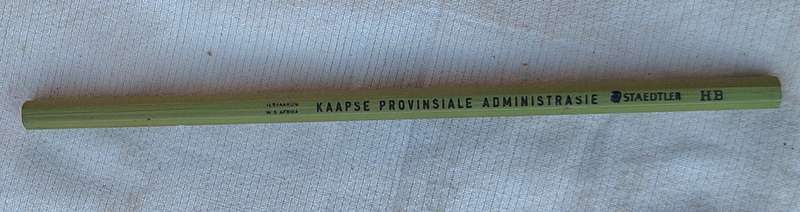 KAAPSE PROVINSIALE ADMINISTRASIE STAEDTLER HB